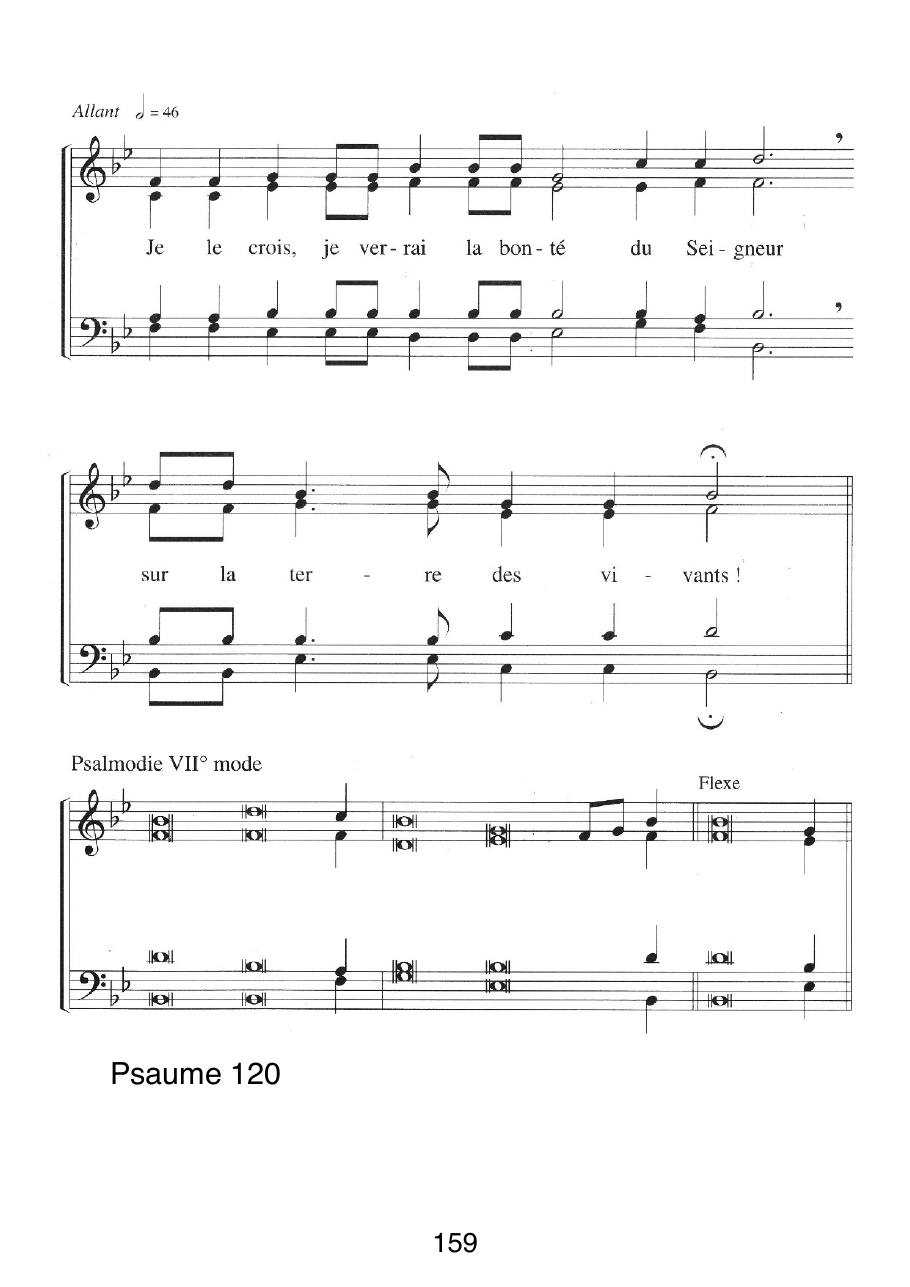 Allant 𝅗𝅥 = 46
Je le crois, je ver - rai la bon - té du Sei - gneur
sur la ter - re des vi - vants !
Psalmodie VII° mode
Flexe
Psaume 120
159